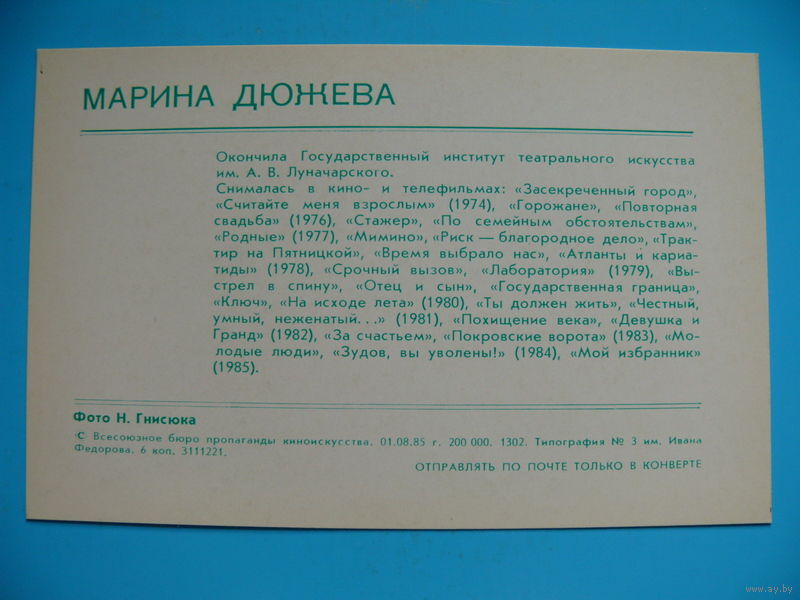 МАРИНА ДЮЖЕВА
Окончила Государственный институт театрального искусства
им. А. В. Луначарского.
Снималась в кино- и телефильмах: «Засекреченный город»,
«Считайте меня взрослым» (1974), «Горожане», «Повторная
свадьба» (1976), «Стажер», «По семейным обстоятельствам»,
«Родные» (1977), «Мимино», «Риск — благородное дело», «Трак-
тир на Пятницкой», «Время выбрало нас», «Атланты и кариа-
тиды» (1978), «Срочный вызов», «Лаборатория» (1979), «Вы-
стрел в спину», «Отец и сын», «Государственная граница»,
«Ключ», «На исходе лета» (1980), «Ты должен жить», «Честный,
умный, неженатый...» (1981), «Похищение века», «Девушка и
Гранд» (1982), «За счастьем», «Покровские ворота» (1983), «Мо-
лодые люди», «Зудов, вы уволены!» (1984), «Мой избранник»
(1985).
Фото Н. Гнисюка
© Всесоюзное бюро пропаганды киноискусства. 01.08.85 г. 200 000. 1302. Типография № 3 им. Ивана
Федорова. 6 коп. 3111221.
ОТПРАВЛЯТЬ ПО ПОЧТЕ ТОЛЬКО В КОНВЕРТЕ
www.ay.by